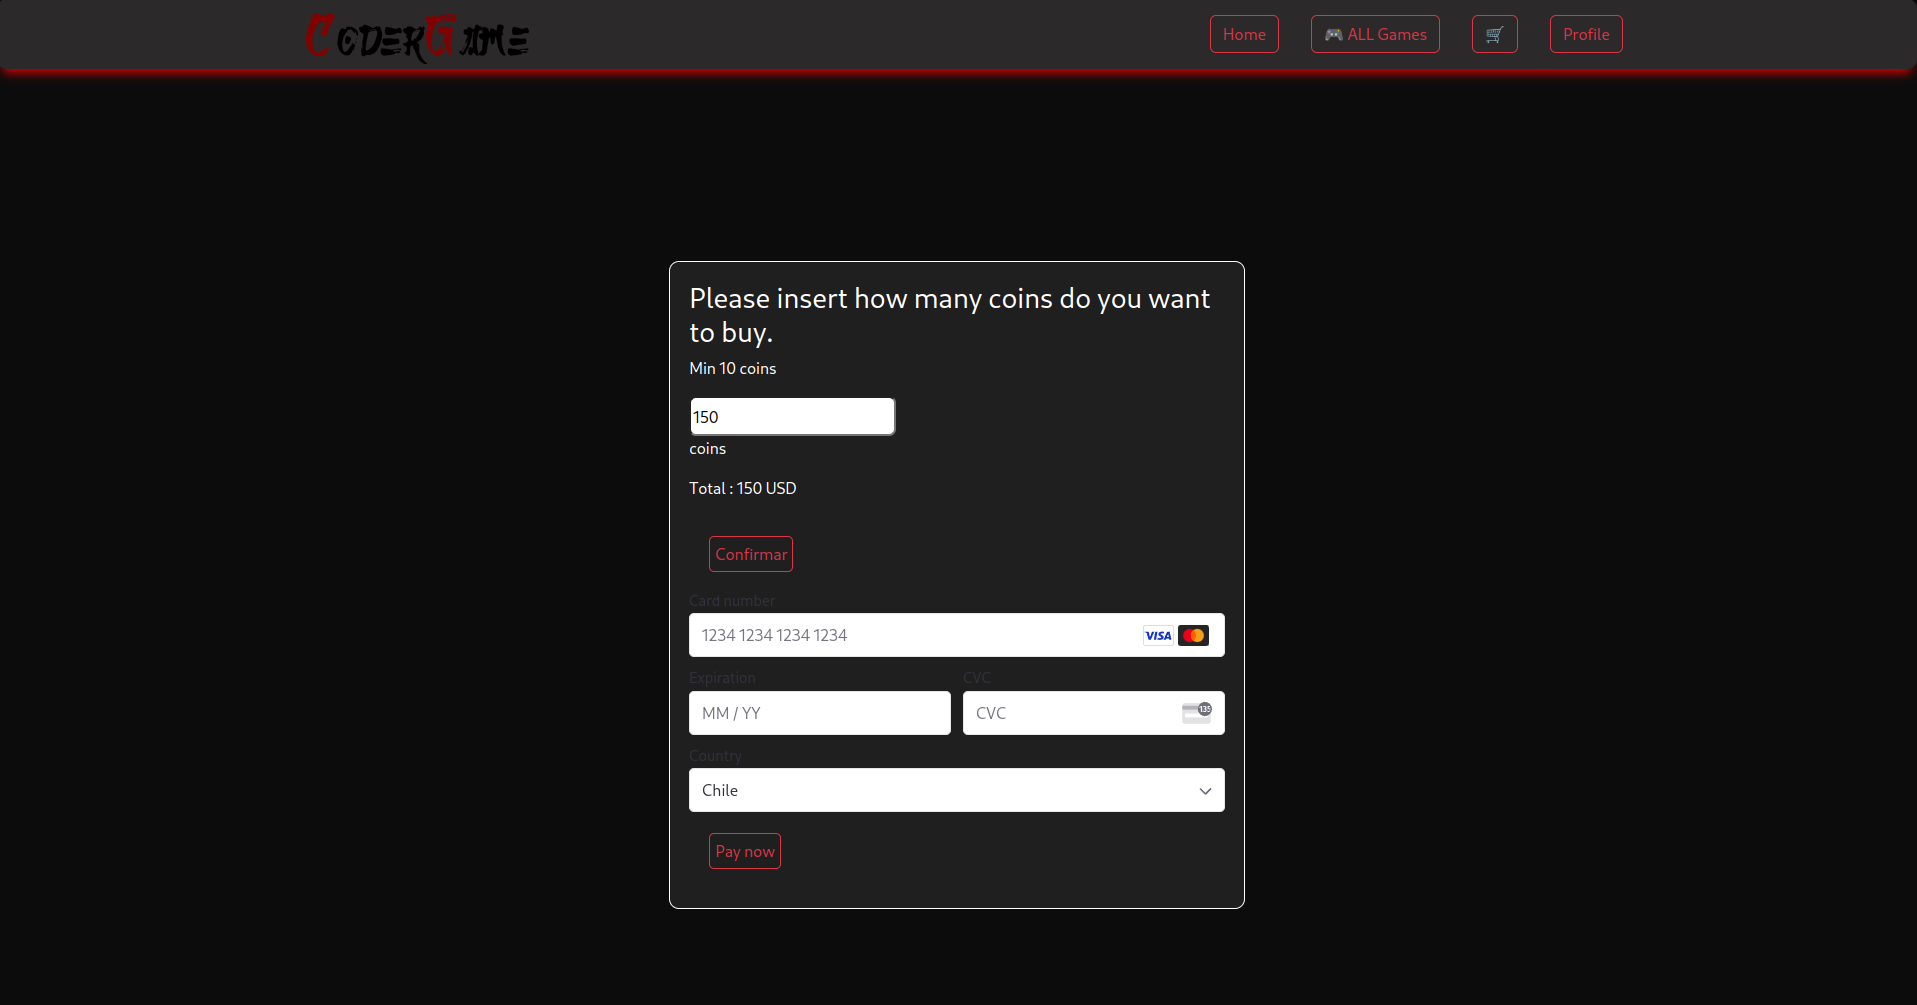 CoderGame
Home
ALL Games
Profile
Please insert how many coins do you want
to buy.
Min 10 coins
150
coins
Total : 150 USD
Confirmar
Card number
1234 1234 1234 1234
VISA
Expiration
CVC
MM / YY
CVC
135
Country
Chile
Pay now